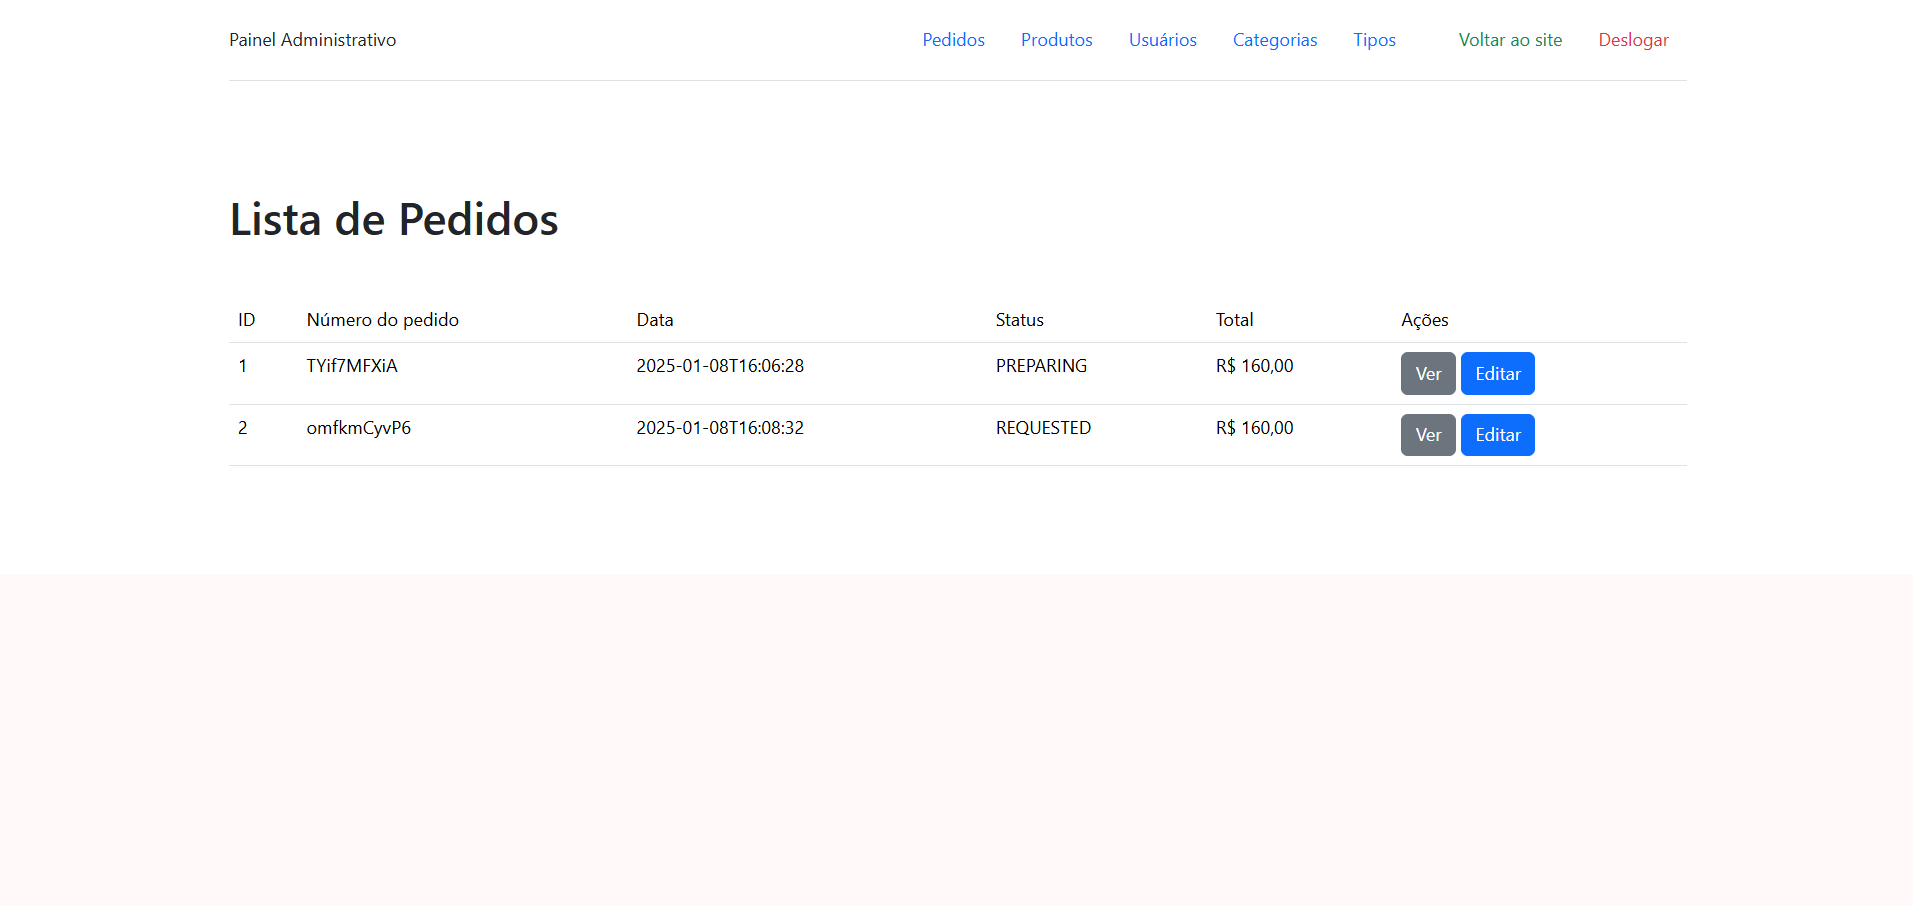 Painel Administrativo Pedidos Produtos Usuários Categorias Tipos Voltar ao site Deslogar
Lista de Pedidos
ID Número do pedido Data Status Total Ações
1 TYif7MFXiA 2025-01-08T16:06:28 PREPARING R$ 160,00 Ver Editar
2 omfkmCyvP6 2025-01-08T16:08:32 REQUESTED R$ 160,00 Ver Editar